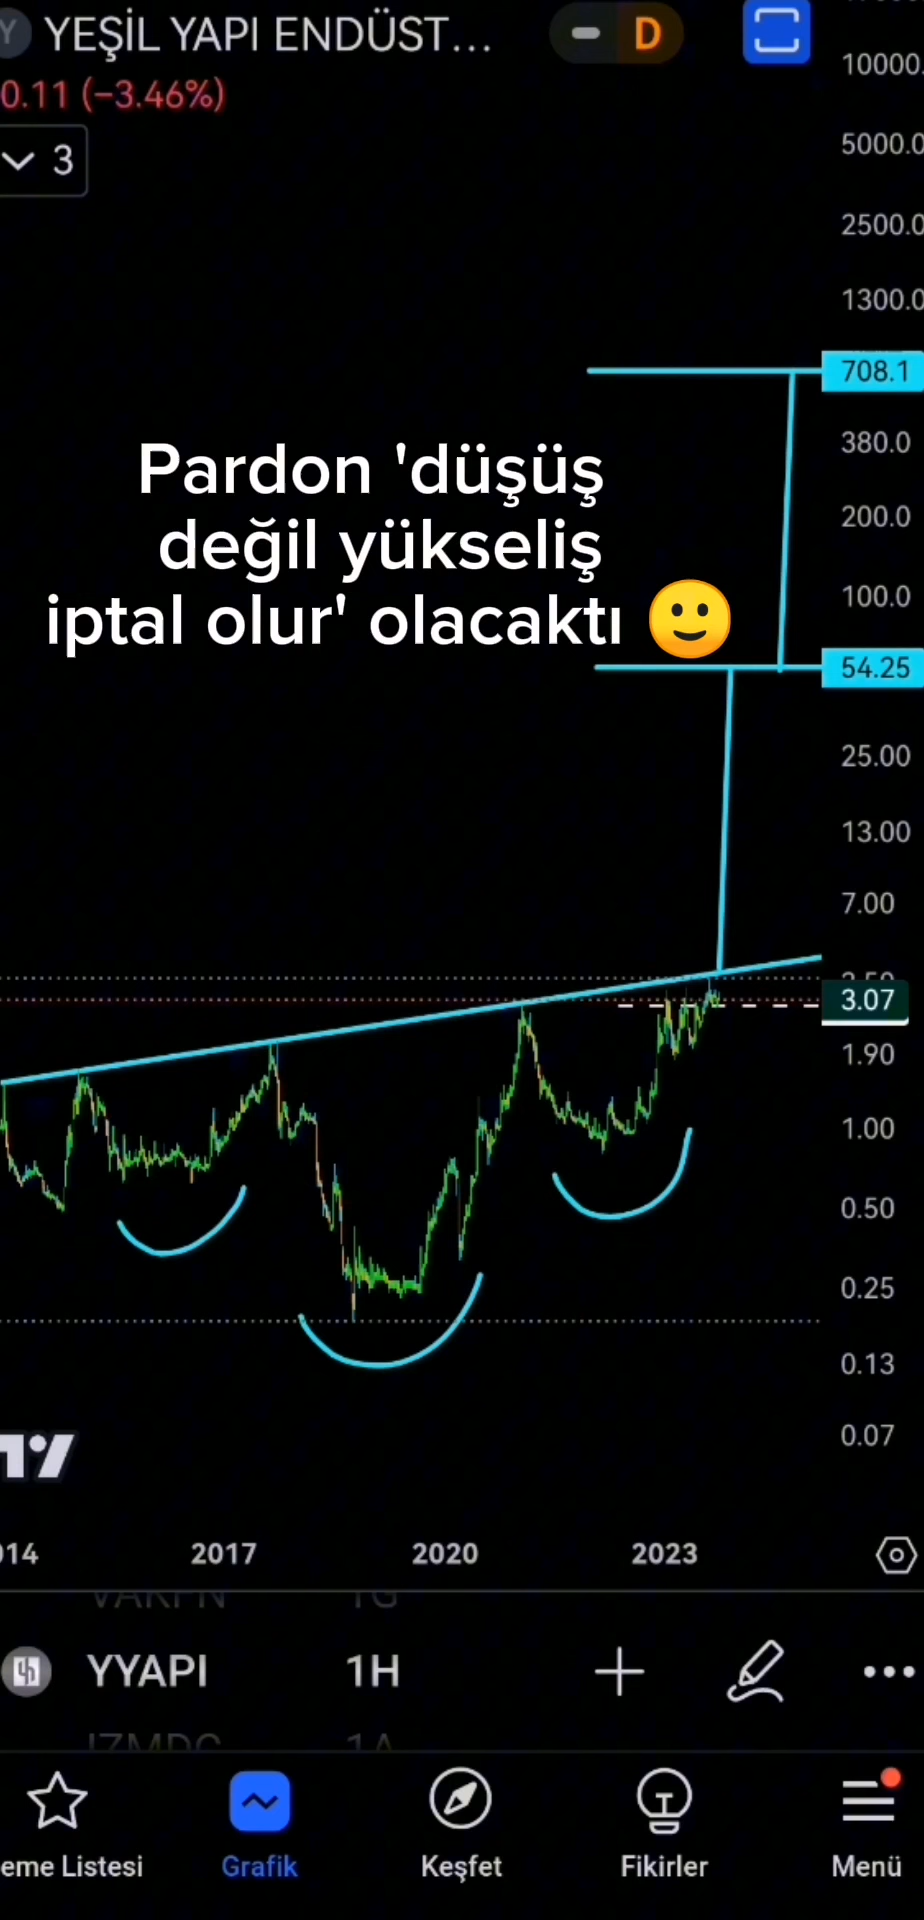 YEŞİL YAPI ENDÜST...
D
0.11 (−3.46%)
3
10000.
5000.0
2500.0
1300.0
708.1
380.0
200.0
100.0
54.25
25.00
13.00
7.00
3.07
1.90
1.00
0.50
0.25
0.13
0.07
Pardon 'düşüş
değil yükseliş
iptal olur' olacaktı 🙂
014 2017 2020 2023
YYAPI 1H
IZMDC 1A
eme Listesi Grafik Keşfet Fikirler Menü